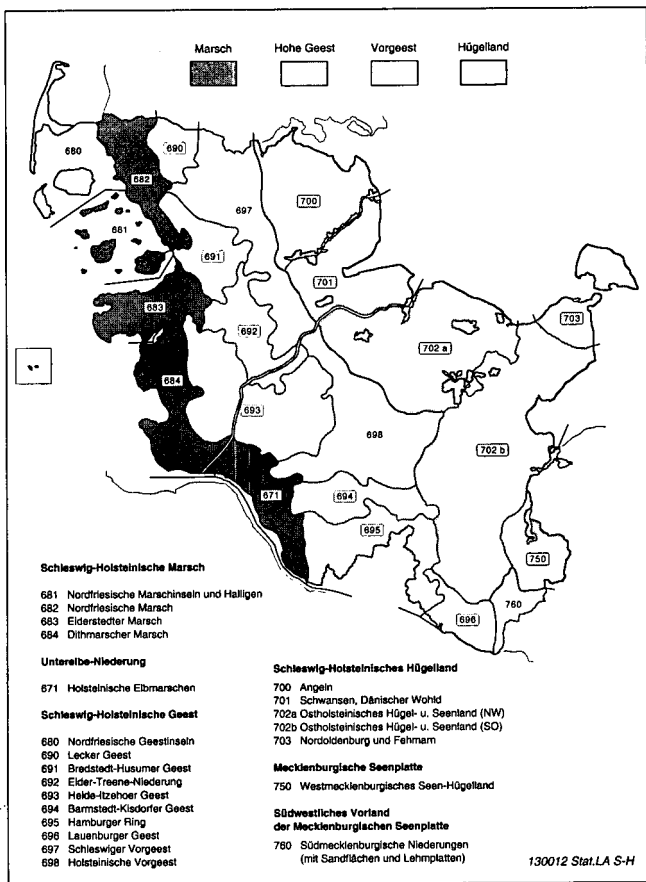 Marsch Hohe Geest Vorgeest Hügelland
680
682
690
697
700
681
691
701
683
692
703
702 a
684
693
698
702 b
671
694
695
750
760
696
Schleswig-Holsteinische Marsch
681 Nordfriesische Marschinseln und Halligen
682 Nordfriesische Marsch
683 Eiderstedter Marsch
684 Dithmarscher Marsch
Unterelbe-Niederung
671 Holsteinische Elbmarschen
Schleswig-Holsteinische Geest
680 Nordfriesische Geestinseln
690 Lecker Geest
691 Bredstedt-Husumer Geest
692 Eider-Treene-Niederung
693 Heide-Itzehoer Geest
694 Barmstedt-Kisdorfer Geest
695 Hamburger Ring
696 Lauenburger Geest
697 Schleswiger Vorgeest
698 Holsteinische Vorgeest
Schleswig-Holsteinisches Hügelland
700 Angeln
701 Schwansen, Dänischer Wohld
702a Ostholsteinisches Hügel- u. Seenland (NW)
702b Ostholsteinisches Hügel- u. Seenland (SO)
703 Nordoldenburg und Fehmarn
Mecklenburgische Seenplatte
750 Westmecklenburgisches Seen-Hügelland
Südwestliches Vorland
der Mecklenburgischen Seenplatte
760 Südmecklenburgische Niederungen
(mit Sandflächen und Lehmplatten)
130012 Stat.LA S-H